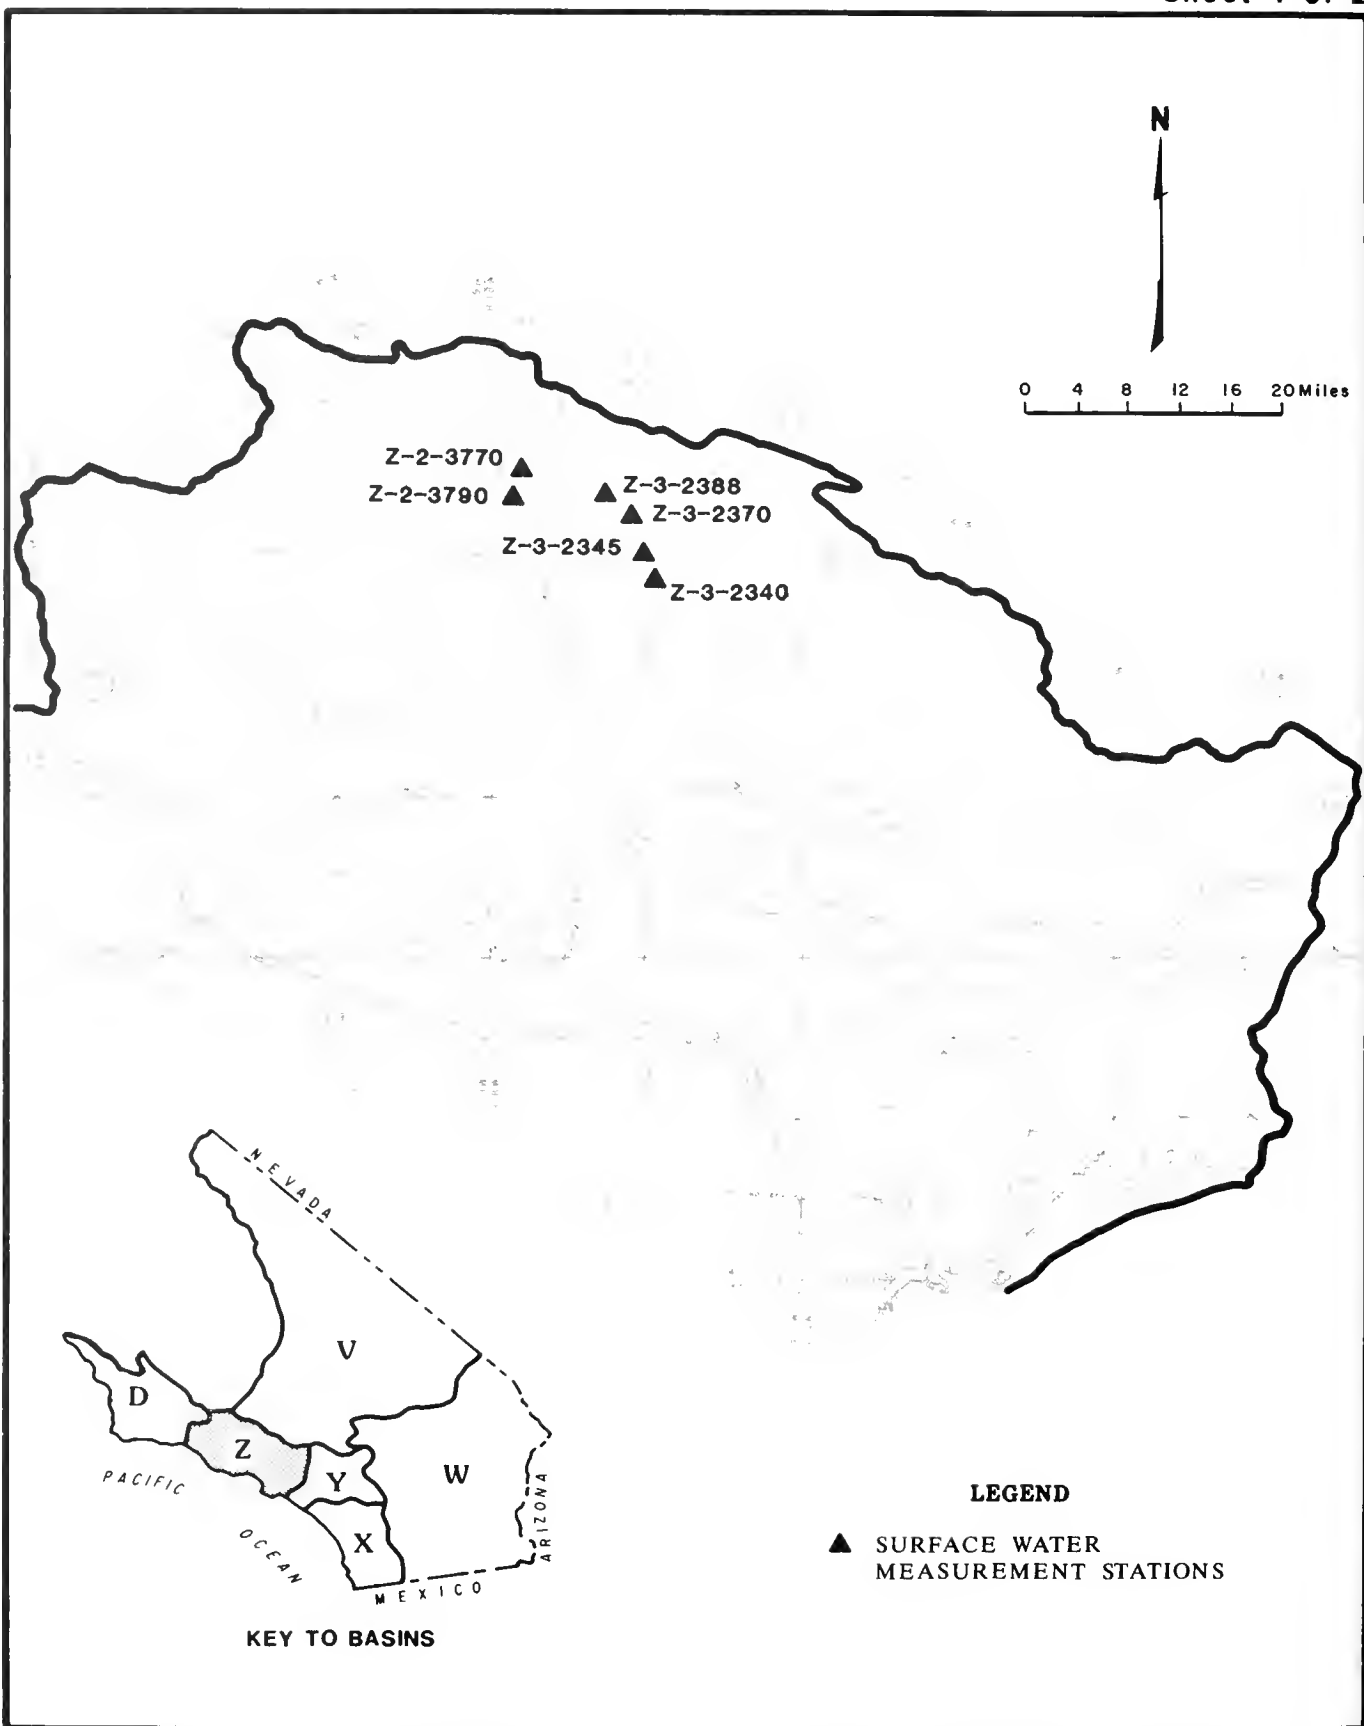 N
0 4 8 12 16 20 Miles
Z-2-3770
Z-2-3790
Z-3-2388
Z-3-2370
Z-3-2345
Z-3-2340
NEVADA
V
D
Z
Y
W
X
PACIFIC
OCEAN
ARIZONA
MEXICO
KEY TO BASINS
LEGEND
SURFACE WATER
MEASUREMENT STATIONS